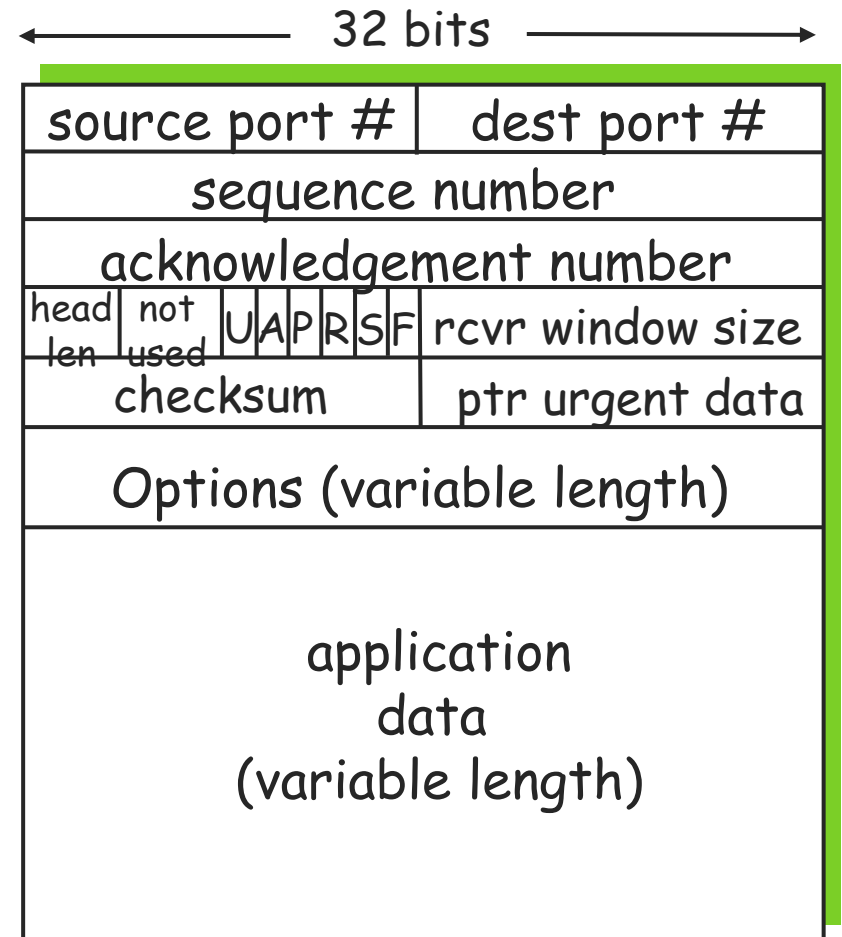 32 bits
source port # dest port #
sequence number
acknowledgement number
head not U A P R S F rcvr window size
len used
checksum ptr urgent data
Options (variable length)
application
data
(variable length)